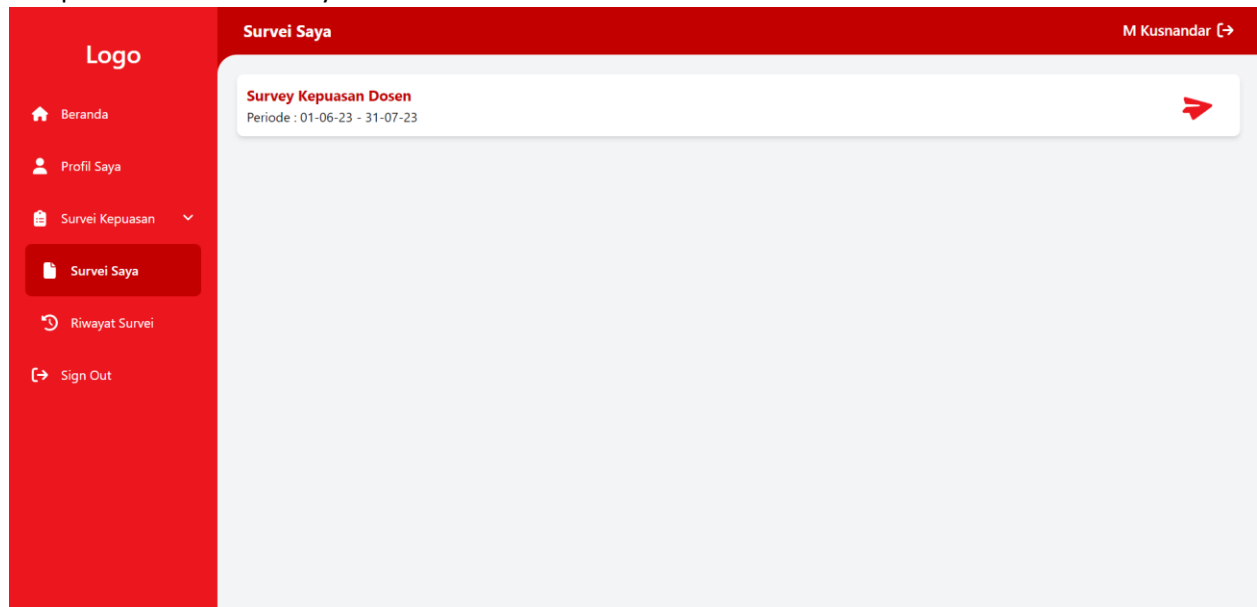 Logo
Beranda
Profil Saya
Survei Kepuasan
Survei Saya
Riwayat Survei
Sign Out
Survei Saya
M Kusnandar
Survey Kepuasan Dosen
Periode : 01-06-23 - 31-07-23